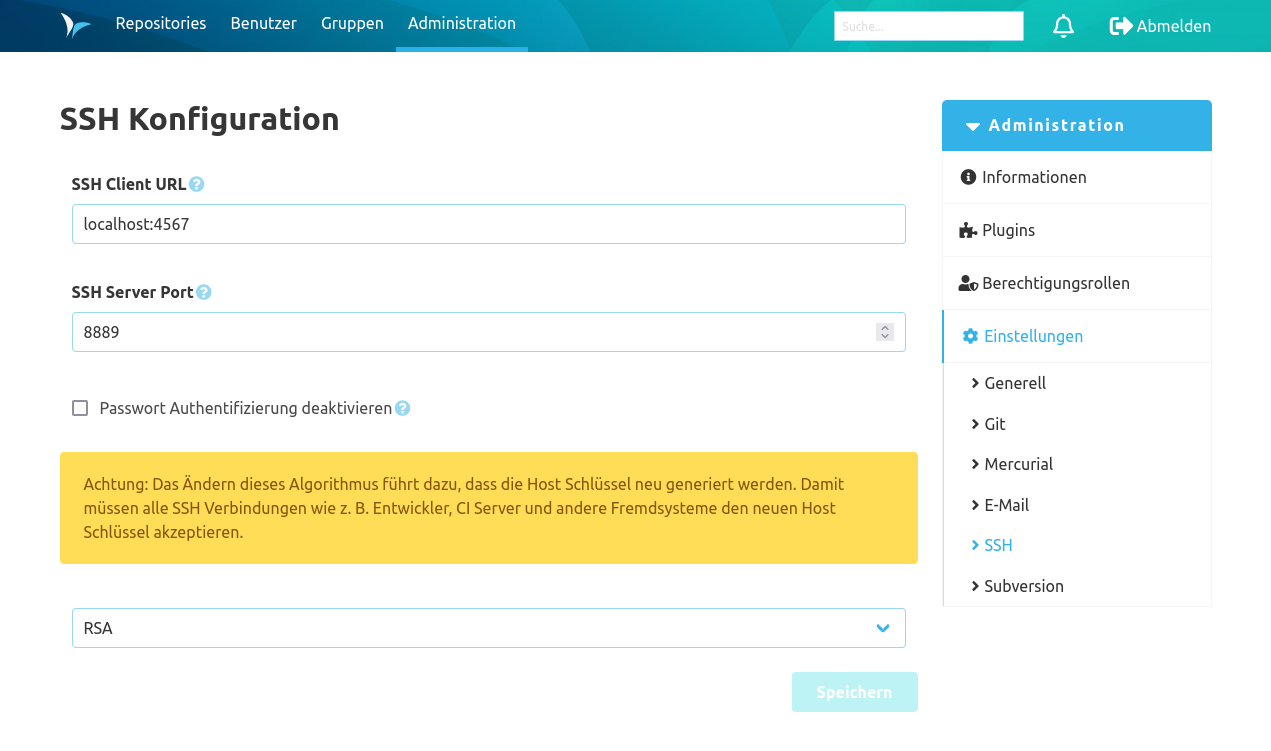 Repositories Benutzer Gruppen Administration Suche... Abmelden
SSH Konfiguration
SSH Client URL
localhost:4567
SSH Server Port
8889
Passwort Authentifizierung deaktivieren
Achtung: Das Ändern dieses Algorithmus führt dazu, dass die Host Schlüssel neu generiert werden. Damit
müssen alle SSH Verbindungen wie z. B. Entwickler, CI Server und andere Fremdsysteme den neuen Host
Schlüssel akzeptieren.
RSA
Speichern
Administration
Informationen
Plugins
Berechtigungsrollen
Einstellungen
Generell
Git
Mercurial
E-Mail
SSH
Subversion